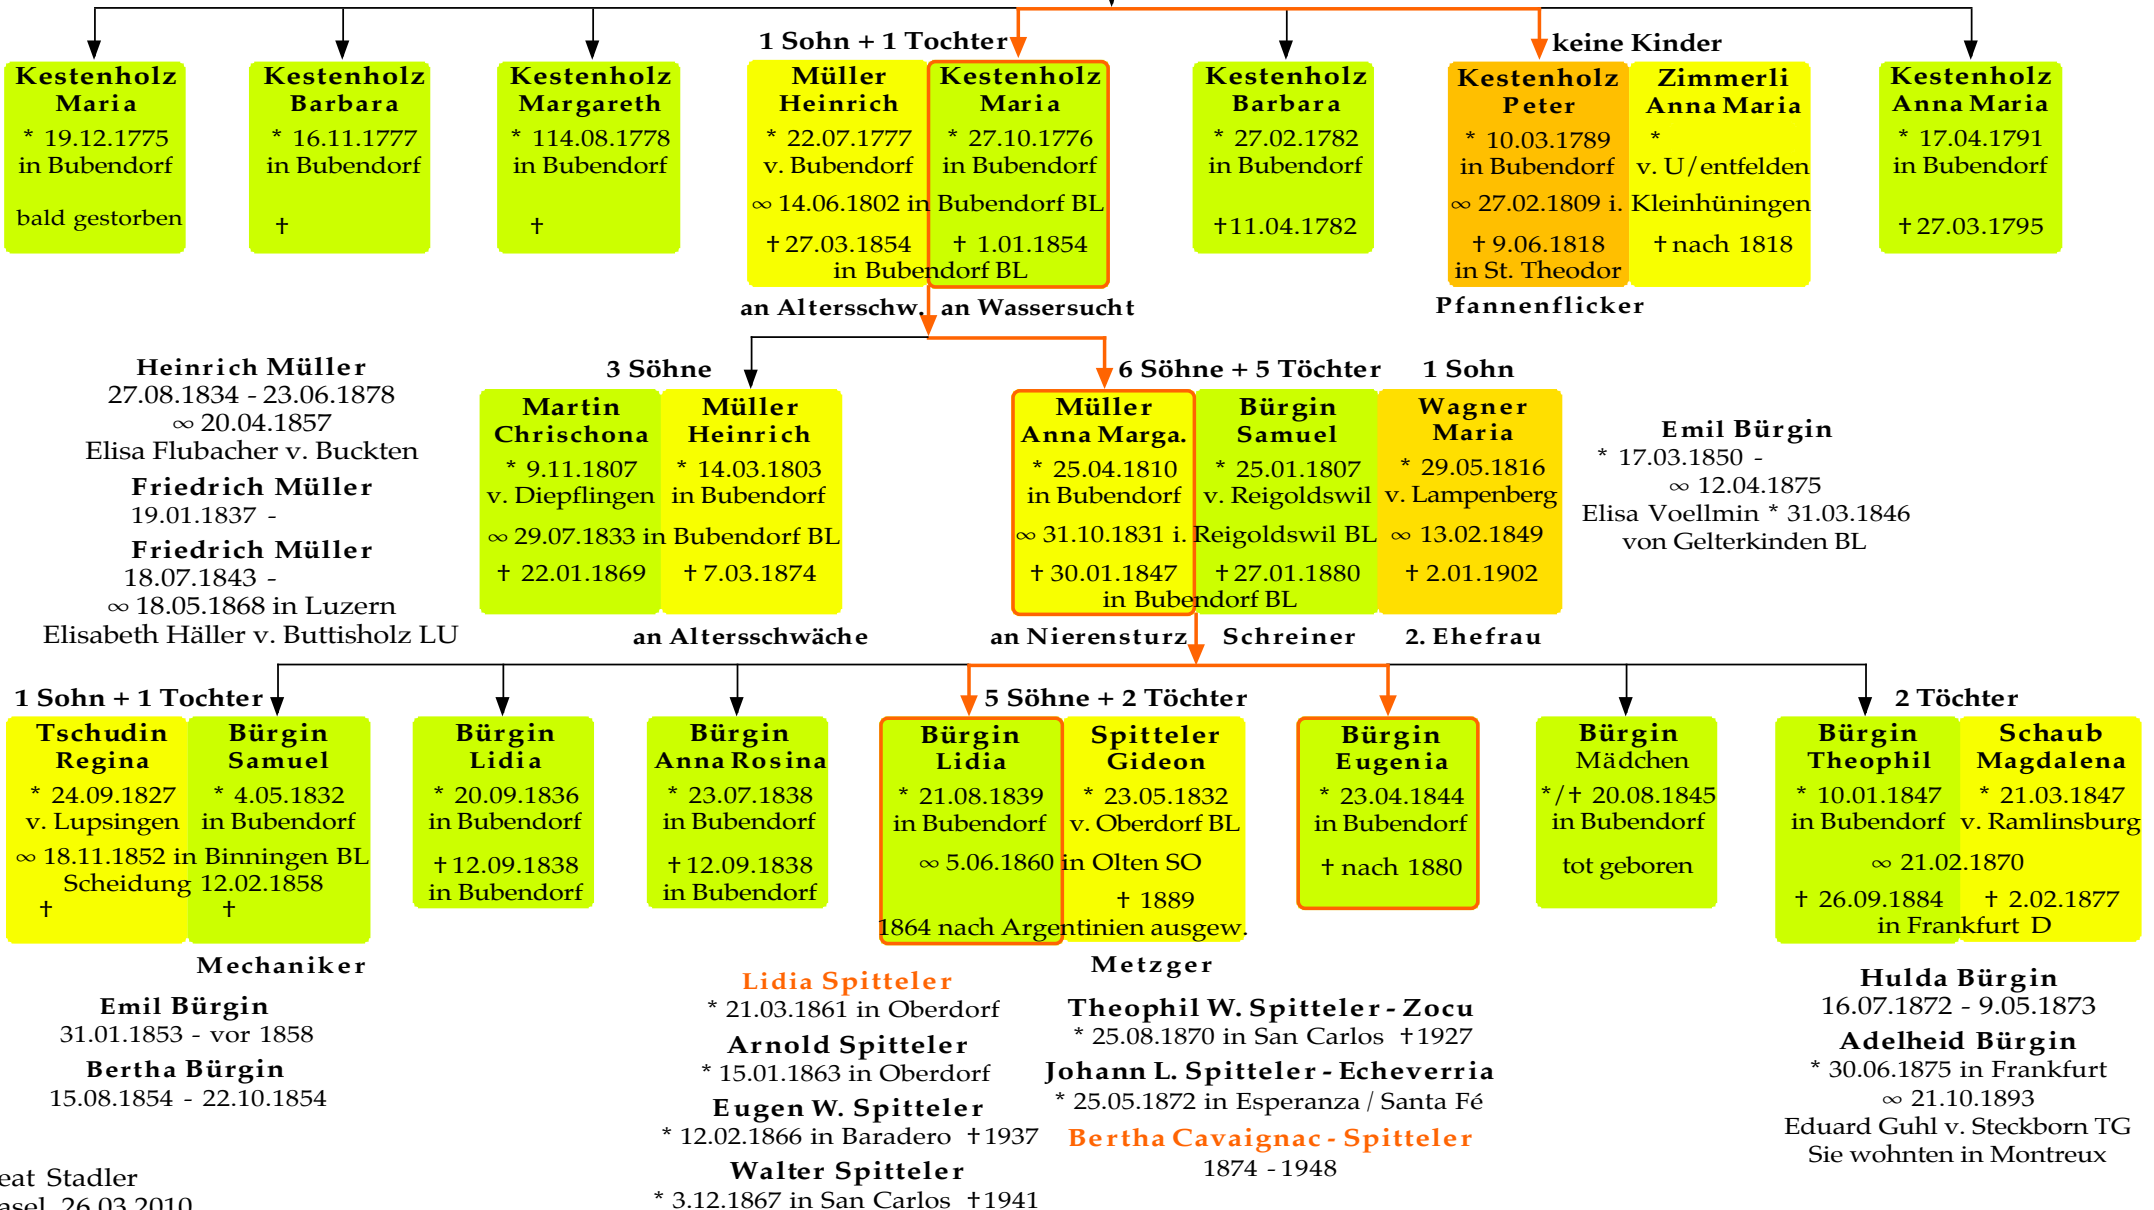 1 Sohn + 1 Tochter
keine Kinder
Kestenholz
Maria
* 19.12.1775
in Bubendorf
bald gestorben
Kestenholz
Barbara
* 16.11.1777
in Bubendorf
†
Kestenholz
Margareth
* 114.08.1778
in Bubendorf
†
Müller
Heinrich
* 22.07.1777
v. Bubendorf
Kestenholz
Maria
* 27.10.1776
in Bubendorf
∞ 14.06.1802 in Bubendorf BL
† 27.03.1854 † 1.01.1854
in Bubendorf BL
an Altersschw. an Wassersucht
Kestenholz
Barbara
* 27.02.1782
in Bubendorf
† 11.04.1782
Kestenholz
Peter
* 10.03.1789
in Bubendorf
Zimmerli
Anna Maria
*
v. U/entfelden
∞ 27.02.1809 i. Kleinhüningen
† 9.06.1818 † nach 1818
in St. Theodor
Pfannenflicker
Kestenholz
Anna Maria
* 17.04.1791
in Bubendorf
† 27.03.1795
Heinrich Müller
27.08.1834 - 23.06.1878
∞ 20.04.1857
Elisa Flubacher v. Buckten
Friedrich Müller
19.01.1837 -
Friedrich Müller
18.07.1843 -
∞ 18.05.1868 in Luzern
Elisabeth Häller v. Buttisholz LU
3 Söhne
Martin
Chrischona
* 9.11.1807
v. Diepflingen
Müller
Heinrich
* 14.03.1803
in Bubendorf
∞ 29.07.1833 in Bubendorf BL
† 22.01.1869 † 7.03.1874
an Altersschwäche
6 Söhne + 5 Töchter 1 Sohn
Müller
Anna Marga.
* 25.04.1810
in Bubendorf
Bürgin
Samuel
* 25.01.1807
v. Reigoldswil
∞ 31.10.1831 i. Reigoldswil BL
† 30.01.1847 † 27.01.1880
in Bubendorf BL
an Nierensturz Schreiner
Wagner
Maria
* 29.05.1816
v. Lampenberg
∞ 13.02.1849
† 2.01.1902
2. Ehefrau
Emil Bürgin
* 17.03.1850 -
∞ 12.04.1875
Elisa Voellmin * 31.03.1846
von Gelterkinden BL
1 Sohn + 1 Tochter
Tschudin
Regina
* 24.09.1827
v. Lupsingen
Bürgin
Samuel
* 4.05.1832
in Bubendorf
∞ 18.11.1852 in Binningen BL
Scheidung 12.02.1858
† †
Mechaniker
Emil Bürgin
31.01.1853 - vor 1858
Bertha Bürgin
15.08.1854 - 22.10.1854
Bürgin
Lidia
* 20.09.1836
in Bubendorf
† 12.09.1838
in Bubendorf
Bürgin
Anna Rosina
* 23.07.1838
in Bubendorf
† 12.09.1838
in Bubendorf
5 Söhne + 2 Töchter
Bürgin
Lidia
* 21.08.1839
in Bubendorf
Spitteler
Gideon
* 23.05.1832
v. Oberdorf BL
∞ 5.06.1860 in Olten SO
† 1889
1864 nach Argentinien ausgew.
Metzger
Lidia Spitteler
* 21.03.1861 in Oberdorf
Arnold Spitteler
* 15.01.1863 in Oberdorf
Eugen W. Spitteler
* 12.02.1866 in Baradero † 1937
Walter Spitteler
* 3.12.1867 in San Carlos † 1941
Theophil W. Spitteler - Zocu
* 25.08.1870 in San Carlos † 1927
Johann L. Spitteler - Echeverria
* 25.05.1872 in Esperanza / Santa Fé
Bertha Cavaignac - Spitteler
1874 - 1948
Bürgin
Eugenia
* 23.04.1844
in Bubendorf
† nach 1880
Bürgin
Mädchen
*/† 20.08.1845
in Bubendorf
tot geboren
2 Töchter
Bürgin
Theophil
* 10.01.1847
in Bubendorf
Schaub
Magdalena
* 21.03.1847
v. Ramlinsburg
∞ 21.02.1870
† 26.09.1884 † 2.02.1877
in Frankfurt D
Hulda Bürgin
16.07.1872 - 9.05.1873
Adelheid Bürgin
* 30.06.1875 in Frankfurt
∞ 21.10.1893
Eduard Guhl v. Steckborn TG
Sie wohnten in Montreux
eat Stadler
asel, 26.03.2010